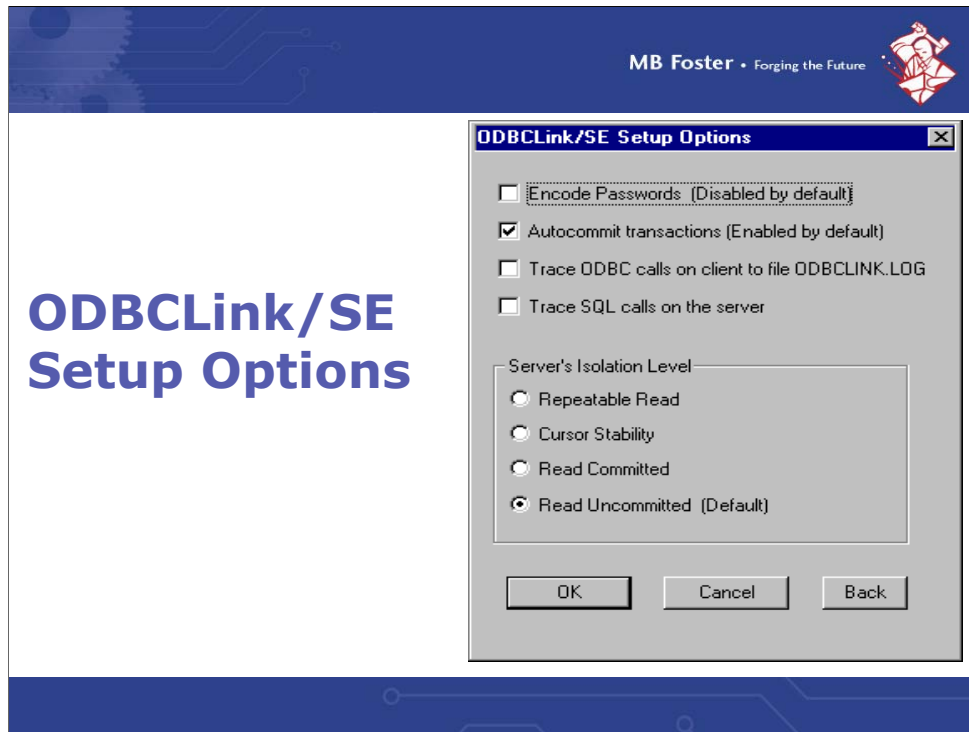 MB Foster • Forging the Future
ODBCLink/SE
Setup Options
ODBCLink/SE Setup Options
Encode Passwords (Disabled by default)
Autocommit transactions (Enabled by default)
Trace ODBC calls on client to file ODBCLINK.LOG
Trace SQL calls on the server
Server's Isolation Level
Repeatable Read
Cursor Stability
Read Committed
Read Uncommitted (Default)
OK Cancel Back